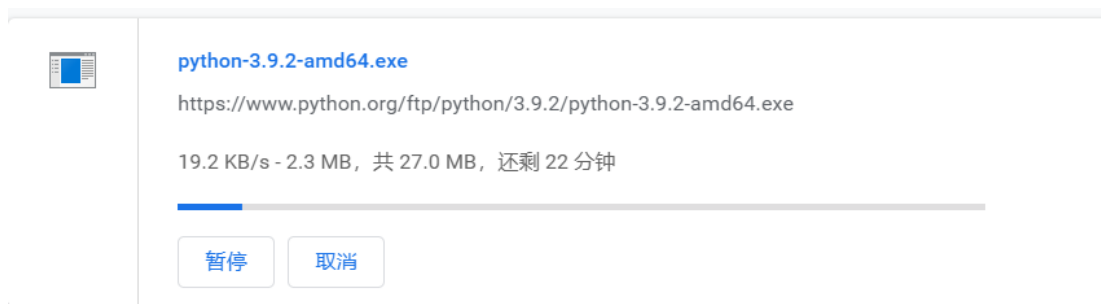 python-3.9.2-amd64.exe
https://www.python.org/ftp/python/3.9.2/python-3.9.2-amd64.exe
19.2 KB/s - 2.3 MB，共 27.0 MB，还剩 22 分钟
暂停 取消